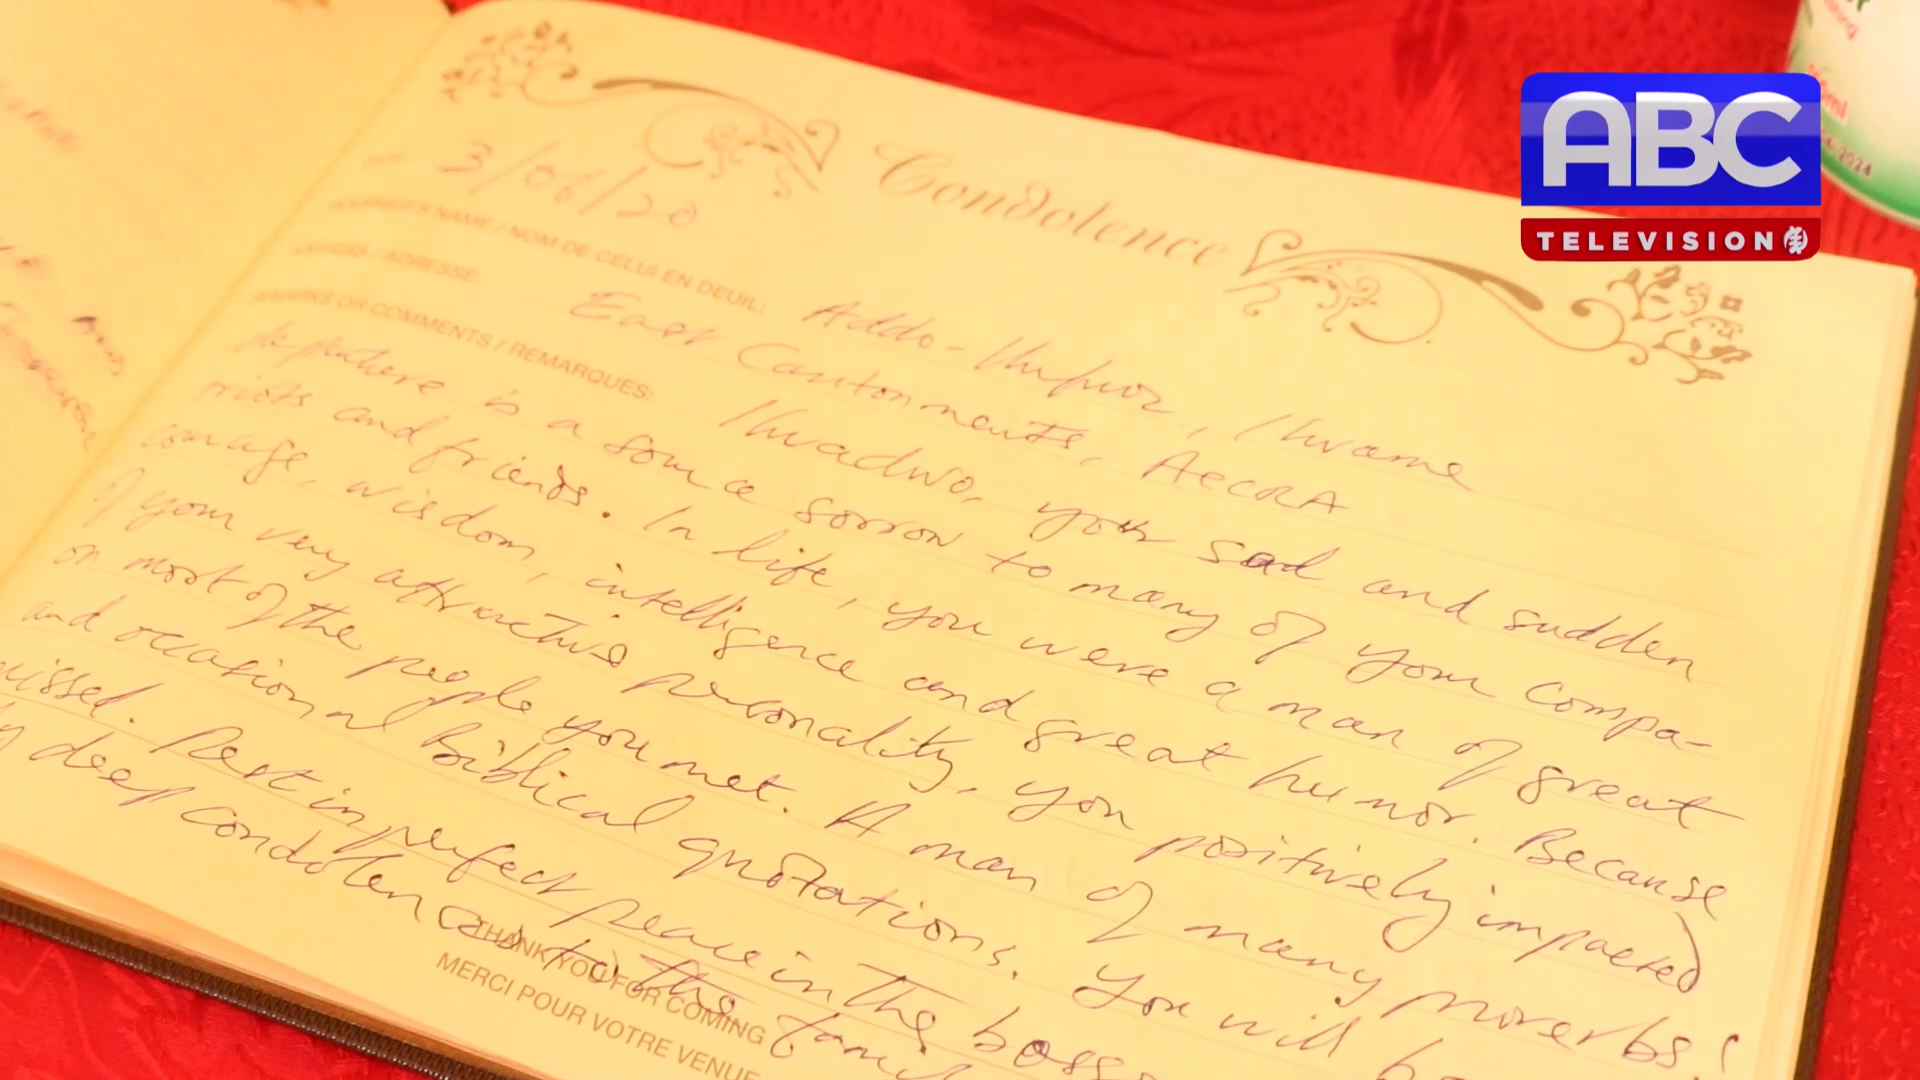 ABC
TELEVISION
Condolence
3/06/20
MOURNER'S NAME / NOM DE CELUI EN DEUIL: Addo-Kufuor, Kwame
ADDRESS / ADRESSE: East Cantonments, ACCRA
REMARKS OR COMMENTS / REMARQUES: Kwadwo, your sad and sudden
departure is a source sorrow to many of your compa-
triots and friends. In life, you were a man of great
courage, wisdom, intelligence and great humor. Because
of your very attractive personality, you positively impacted
on most of the people you met. A man of many proverbs!
and occasional Biblical quotations. You will be
missed. Rest in perfect peace in the bosom
deep condolences to the
THANK YOU FOR COMING
MERCI POUR VOTRE VENUE